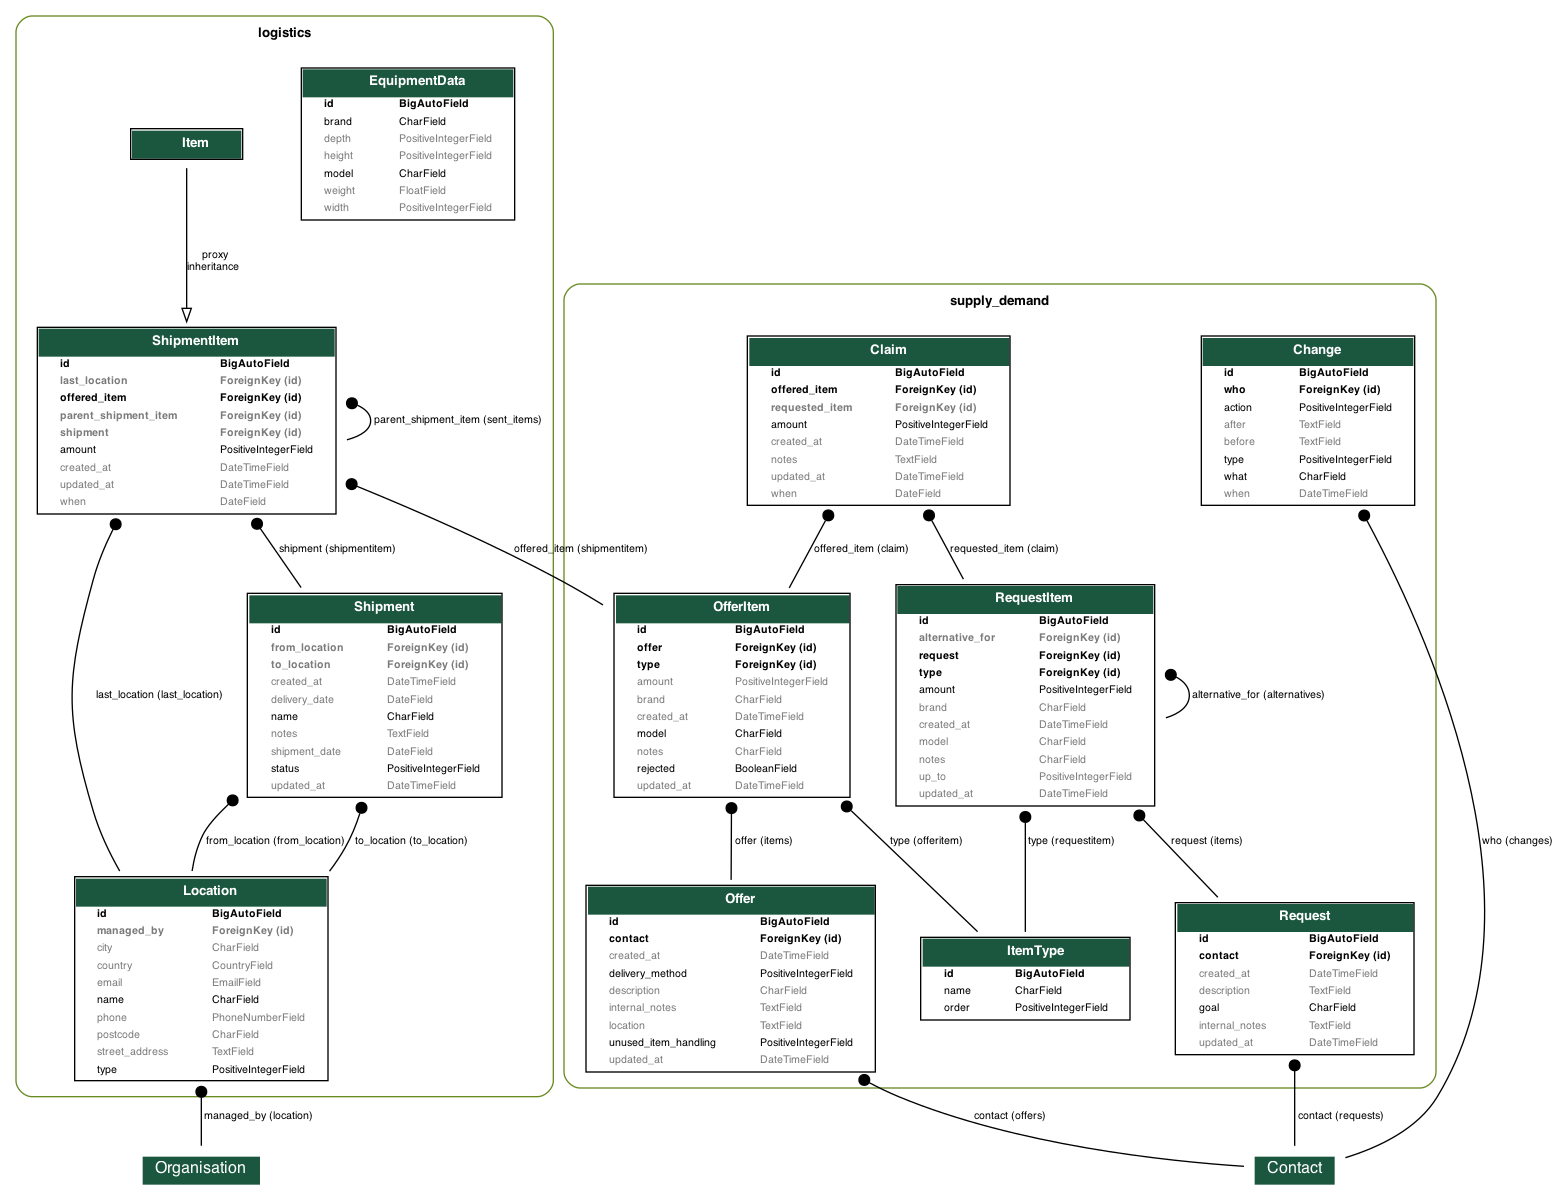 logistics
EquipmentData
id BigAutoField
brand CharField
depth PositiveIntegerField
height PositiveIntegerField
model CharField
weight FloatField
width PositiveIntegerField
Item
proxy
inheritance
ShipmentItem
id BigAutoField
last_location ForeignKey (id)
offered_item ForeignKey (id)
parent_shipment_item ForeignKey (id)
shipment ForeignKey (id)
amount PositiveIntegerField
created_at DateTimeField
updated_at DateTimeField
when DateField
parent_shipment_item (sent_items)
shipment (shipmentitem)
offered_item (shipmentitem)
last_location (last_location)
Shipment
id BigAutoField
from_location ForeignKey (id)
to_location ForeignKey (id)
created_at DateTimeField
delivery_date DateField
name CharField
notes TextField
shipment_date DateField
status PositiveIntegerField
updated_at DateTimeField
from_location (from_location)
to_location (to_location)
Location
id BigAutoField
managed_by ForeignKey (id)
city CharField
country CountryField
email EmailField
name CharField
phone PhoneNumberField
postcode CharField
street_address TextField
type PositiveIntegerField
managed_by (location)
Organisation
supply_demand
Claim
id BigAutoField
offered_item ForeignKey (id)
requested_item ForeignKey (id)
amount PositiveIntegerField
created_at DateTimeField
notes TextField
updated_at DateTimeField
when DateField
Change
id BigAutoField
who ForeignKey (id)
action PositiveIntegerField
after TextField
before TextField
type PositiveIntegerField
what CharField
when DateTimeField
offered_item (claim)
requested_item (claim)
OfferItem
id BigAutoField
offer ForeignKey (id)
type ForeignKey (id)
amount PositiveIntegerField
brand CharField
created_at DateTimeField
model CharField
notes CharField
rejected BooleanField
updated_at DateTimeField
RequestItem
id BigAutoField
alternative_for ForeignKey (id)
request ForeignKey (id)
type ForeignKey (id)
amount PositiveIntegerField
brand CharField
created_at DateTimeField
model CharField
notes CharField
up_to PositiveIntegerField
updated_at DateTimeField
alternative_for (alternatives)
offer (items)
type (offeritem)
type (requestitem)
request (items)
who (changes)
Offer
id BigAutoField
contact ForeignKey (id)
created_at DateTimeField
delivery_method PositiveIntegerField
description CharField
internal_notes TextField
location TextField
unused_item_handling PositiveIntegerField
updated_at DateTimeField
ItemType
id BigAutoField
name CharField
order PositiveIntegerField
Request
id BigAutoField
contact ForeignKey (id)
created_at DateTimeField
description TextField
goal CharField
internal_notes TextField
updated_at DateTimeField
contact (offers)
contact (requests)
Contact